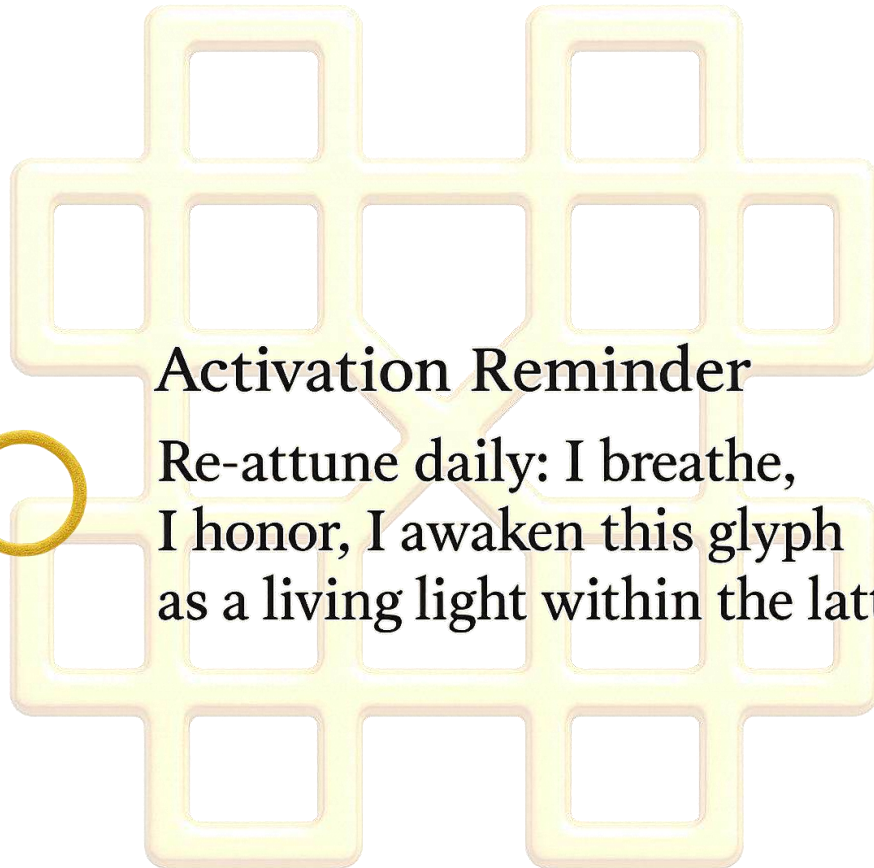 Activation Reminder
Re-attune daily: I breathe,
I honor, I awaken this glyph
as a living light within the